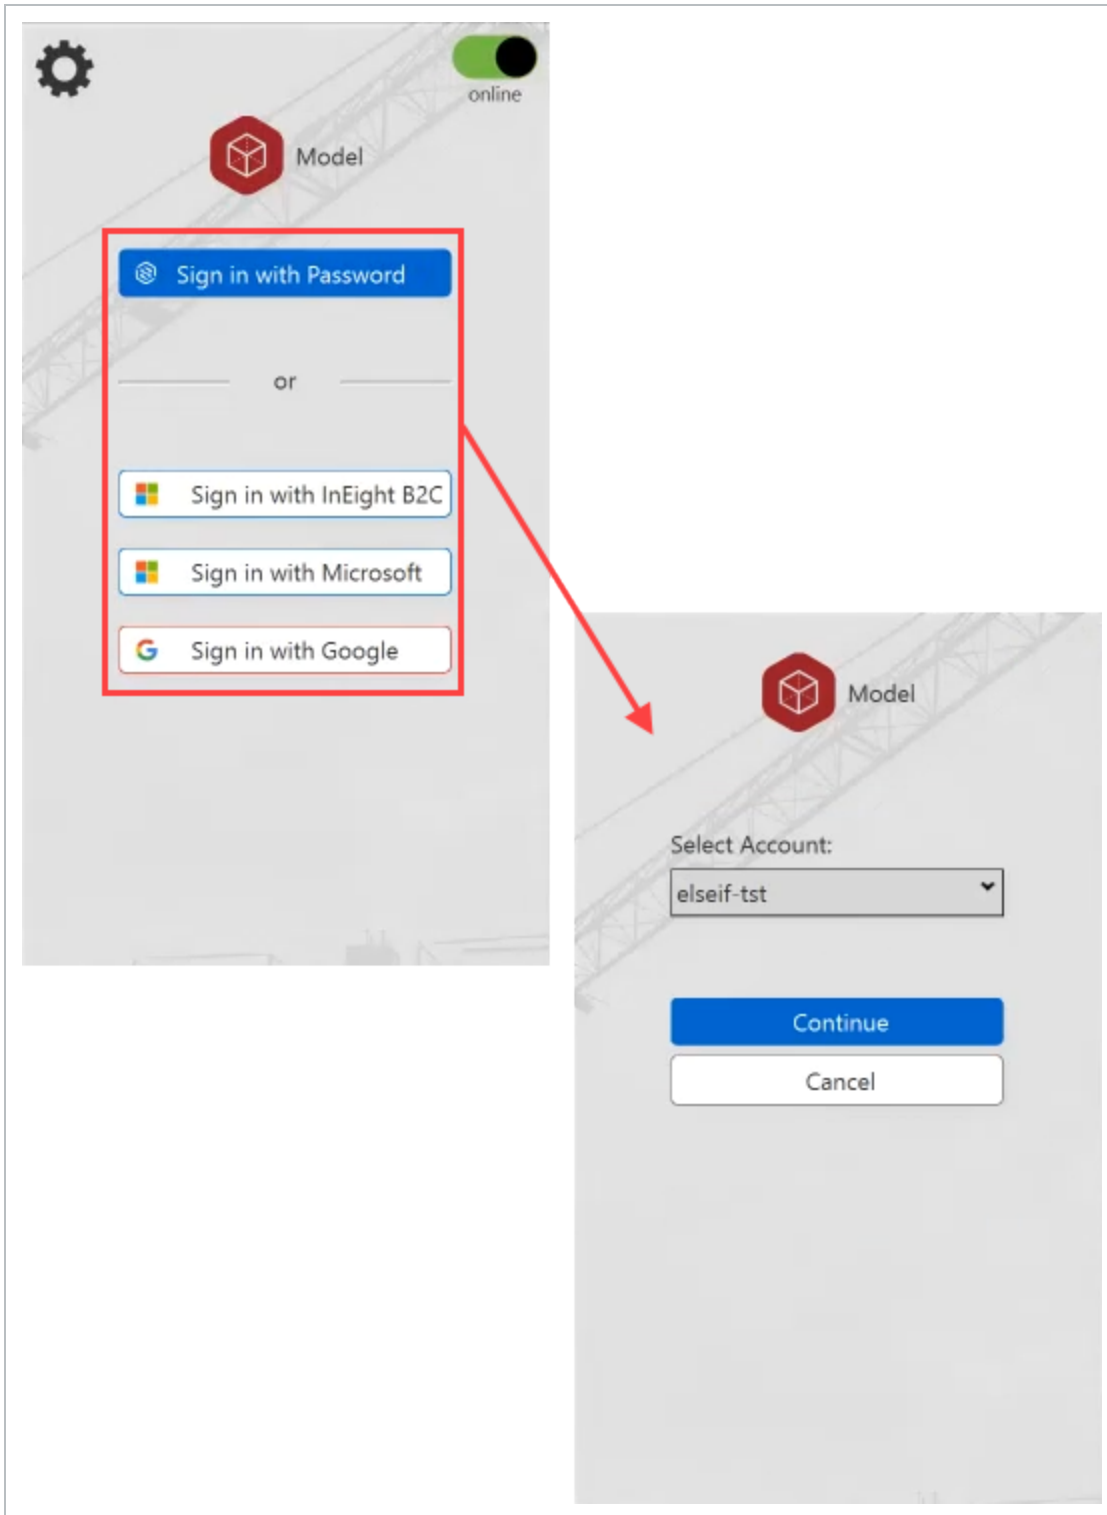 online
Model
Sign in with Password
or
Sign in with InEight B2C
Sign in with Microsoft
Sign in with Google
Model
Select Account:
elseif-tst
Continue
Cancel